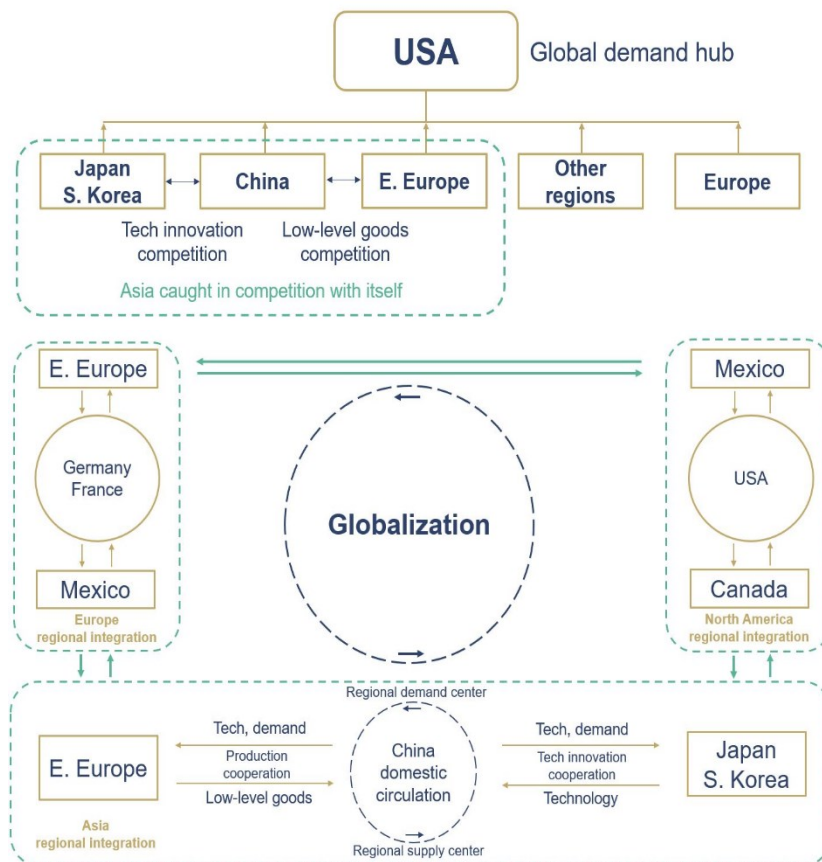 USA
Global demand hub
Japan
S. Korea
China
E. Europe
Other
regions
Europe
Tech innovation
competition
Low-level goods
competition
Asia caught in competition with itself
E. Europe
Germany
France
Mexico
Europe
regional integration
Globalization
Mexico
USA
Canada
North America
regional integration
Regional demand center
Tech, demand
Production
cooperation
Low-level goods
E. Europe
China
domestic
circulation
Tech, demand
Tech innovation
cooperation
Technology
Japan
S. Korea
Asia
regional integration
Regional supply center